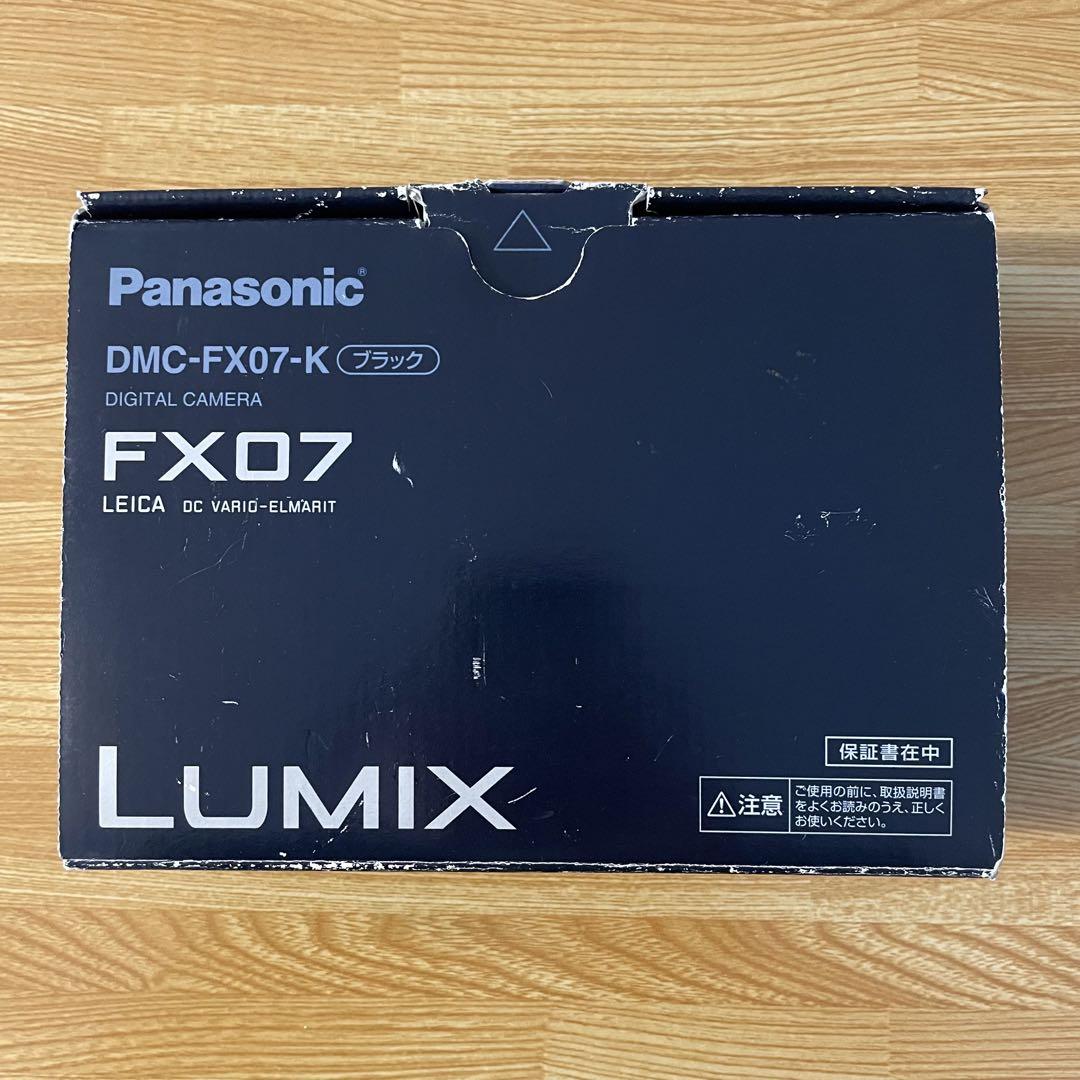 Panasonic®
DMC-FX07-K ブラック
DIGITAL CAMERA
FX07
LEICA DC VARIO-ELMARIT
LUMIX
保証書在中
⚠注意
ご使用の前に、取扱説明書
をよくお読みのうえ、正しく
お使いください。